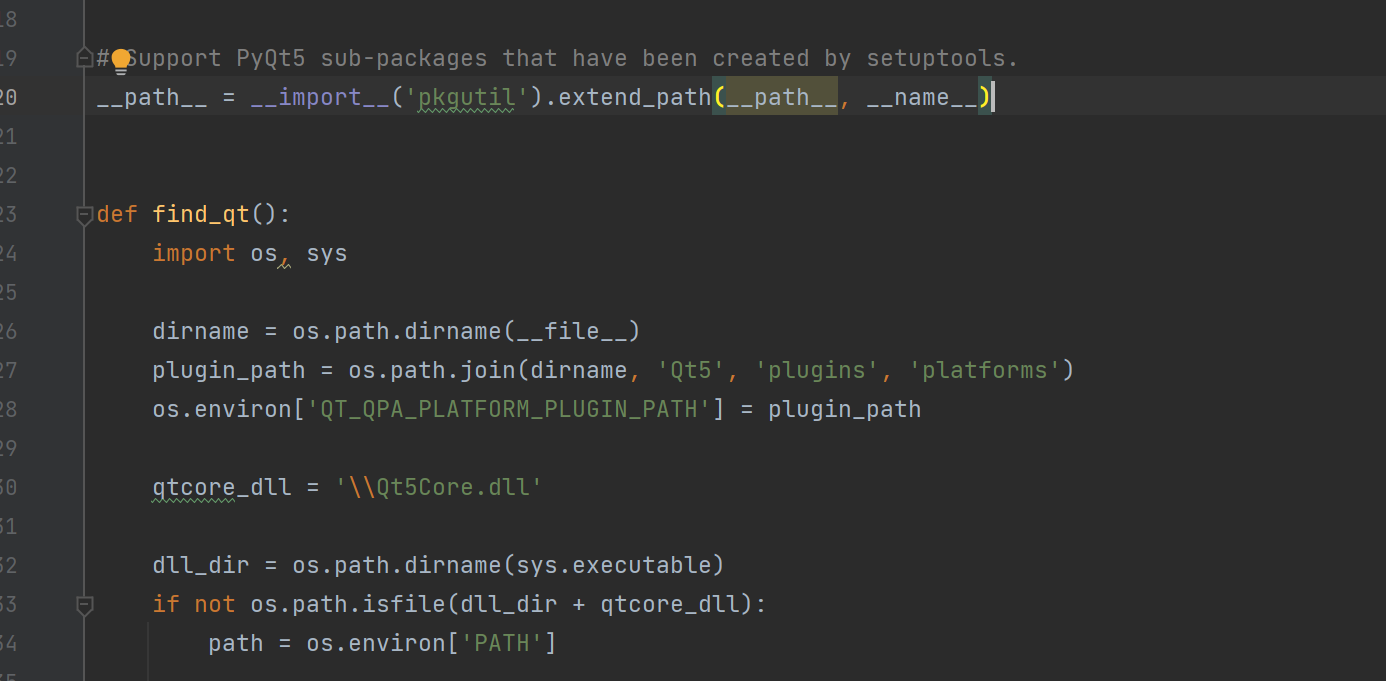 18
19 # Support PyQt5 sub-packages that have been created by setuptools.
20 __path__ = __import__('pkgutil').extend_path(__path__, __name__)
21
22
23 def find_qt():
24 import os, sys
25
26 dirname = os.path.dirname(__file__)
27 plugin_path = os.path.join(dirname, 'Qt5', 'plugins', 'platforms')
28 os.environ['QT_QPA_PLATFORM_PLUGIN_PATH'] = plugin_path
29
30 qtcore_dll = '\\Qt5Core.dll'
31
32 dll_dir = os.path.dirname(sys.executable)
33 if not os.path.isfile(dll_dir + qtcore_dll):
34 path = os.environ['PATH']
35